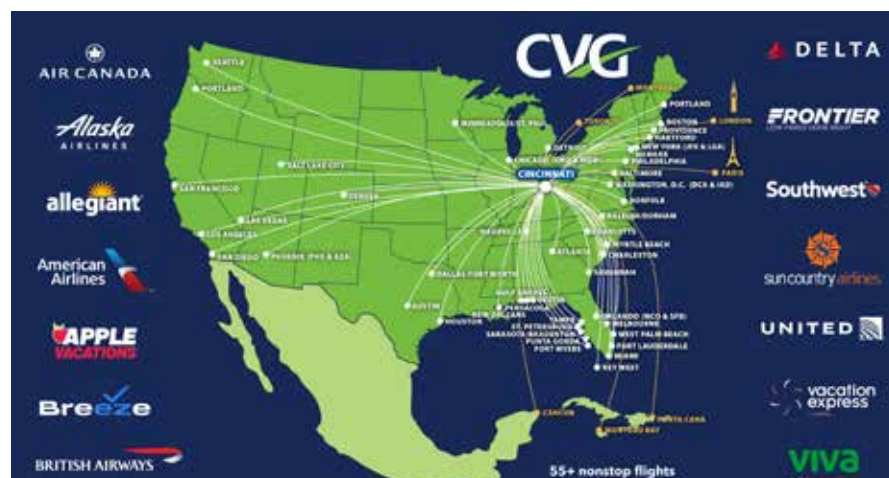 AIR CANADA
Alaska
AIRLINES
allegiant
American
Airlines
APPLE
VACATIONS
Breeze
BRITISH AIRWAYS
CVG
SEATTLE
PORTLAND
MINNEAPOLIS/ST. PAUL
SALT LAKE CITY
SAN FRANCISCO
DENVER
LAS VEGAS
LOS ANGELES
SAN DIEGO
PHOENIX (PHX & AZA)
DALLAS-FORT WORTH
AUSTIN
HOUSTON
MONTREAL
TORONTO
PORTLAND
BOSTON
LONDON
PROVIDENCE
HARTFORD
DETROIT
NEW YORK (JFK & LGA)
NEWARK
CHICAGO (ORD & MDW)
PHILADELPHIA
CINCINNATI
BALTIMORE
PARIS
WASHINGTON, D.C. (DCA & IAD)
NORFOLK
RALEIGH/DURHAM
NASHVILLE
CHARLOTTE
MYRTLE BEACH
ATLANTA
CHARLESTON
SAVANNAH
GULF SHORES
DESTIN
PENSACOLA
NEW ORLEANS
ORLANDO (MCO & SFB)
TAMPA
MELBOURNE
ST. PETERSBURG
SARASOTA/BRADENTON
WEST PALM BEACH
PUNTA GORDA
FORT LAUDERDALE
FORT MYERS
MIAMI
KEY WEST
CANCUN
PUNTA CANA
MONTEGO BAY
55+ nonstop flights
DELTA
FRONTIER
Southwest
sun country airlines
UNITED
vacation
express
viva